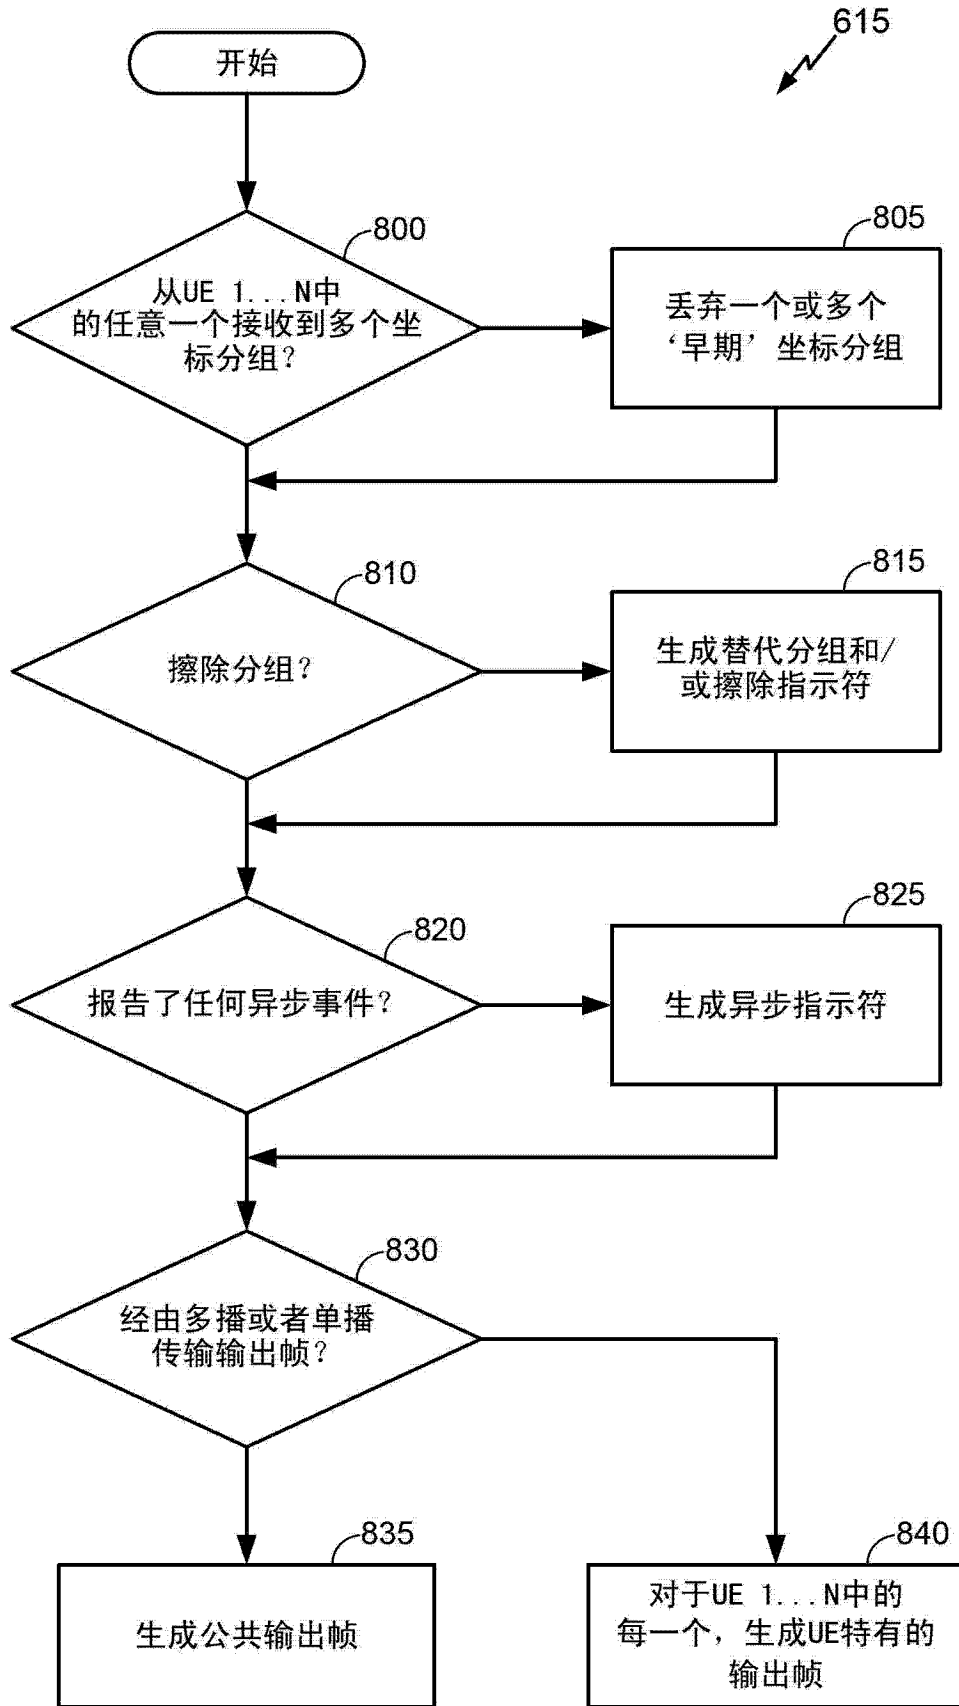 615
开始
800
从UE 1...N中
的任意一个接收到多个坐
标分组？
805
丢弃一个或多个
‘早期’坐标分组
810
擦除分组？
815
生成替代分组和/
或擦除指示符
820
报告了任何异步事件？
825
生成异步指示符
830
经由多播或者单播
传输输出帧？
835
生成公共输出帧
840
对于UE 1...N中的
每一个，生成UE特有的
输出帧